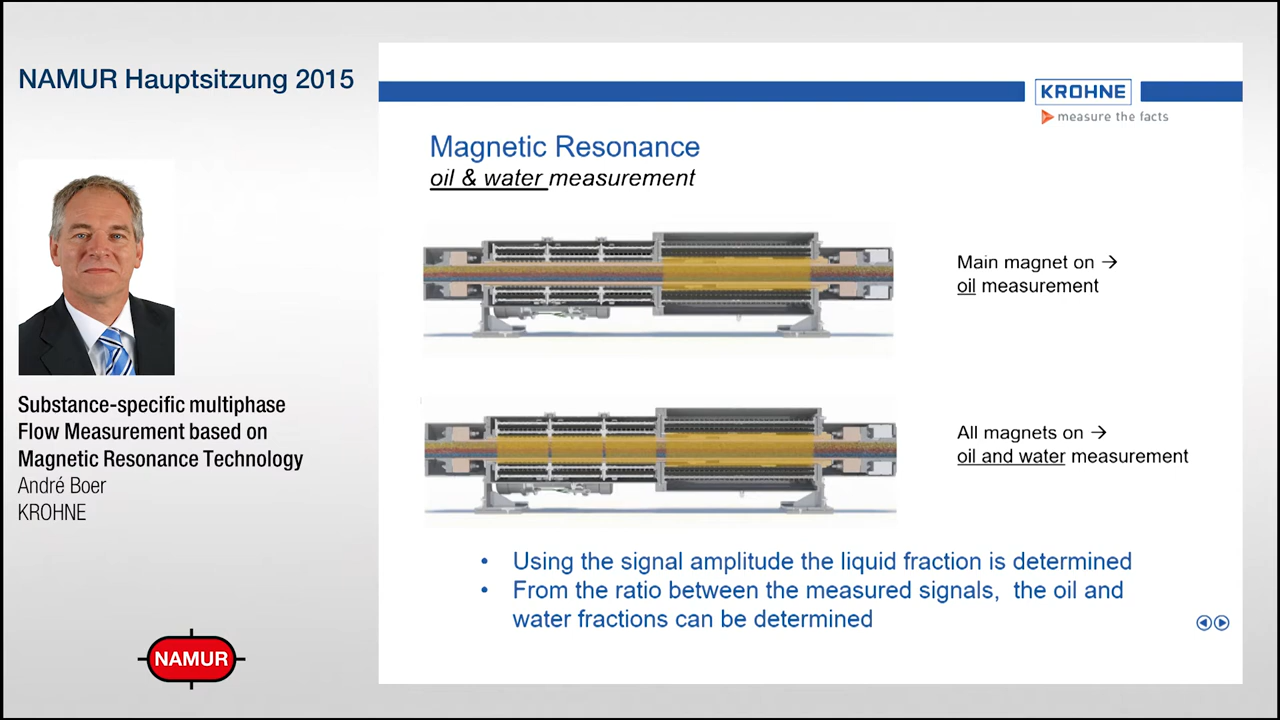 NAMUR Hauptsitzung 2015
KROHNE
measure the facts
Magnetic Resonance
oil & water measurement
Main magnet on →
oil measurement
All magnets on →
oil and water measurement
• Using the signal amplitude the liquid fraction is determined
• From the ratio between the measured signals, the oil and
water fractions can be determined
Substance-specific multiphase
Flow Measurement based on
Magnetic Resonance Technology
André Boer
KROHNE
NAMUR